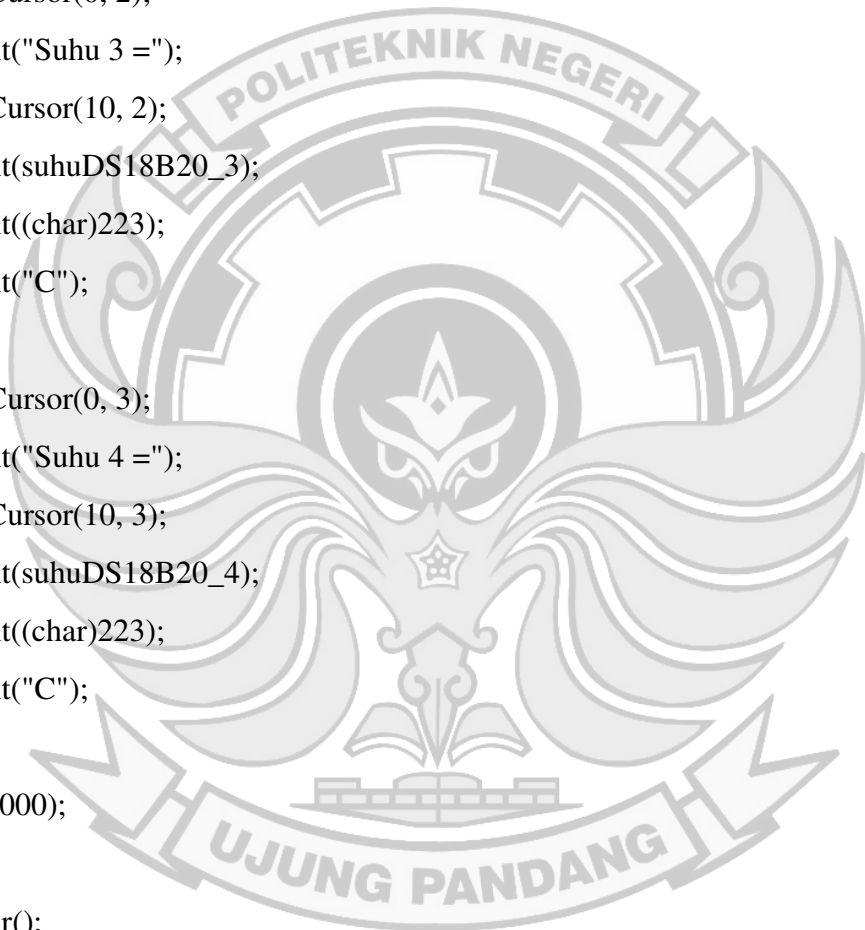 Cursor(0, 2);
t("Suhu 3 =");
Cursor(10, 2);
t(suhuDS18B20_3);
t((char)223);
t("C");
Cursor(0, 3);
t("Suhu 4 =");
Cursor(10, 3);
t(suhuDS18B20_4);
t((char)223);
t("C");
000);
r();
POLITEKNIK NEGERI
UJUNG PANDANG